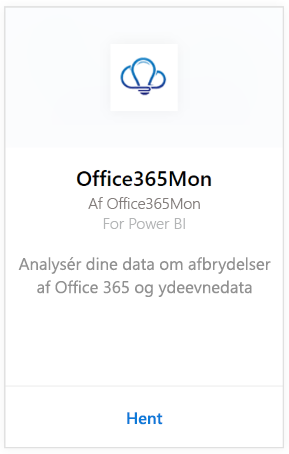 Office365Mon
Af Office365Mon
For Power BI
Analysér dine data om afbrydelser
af Office 365 og ydeevnedata
Hent